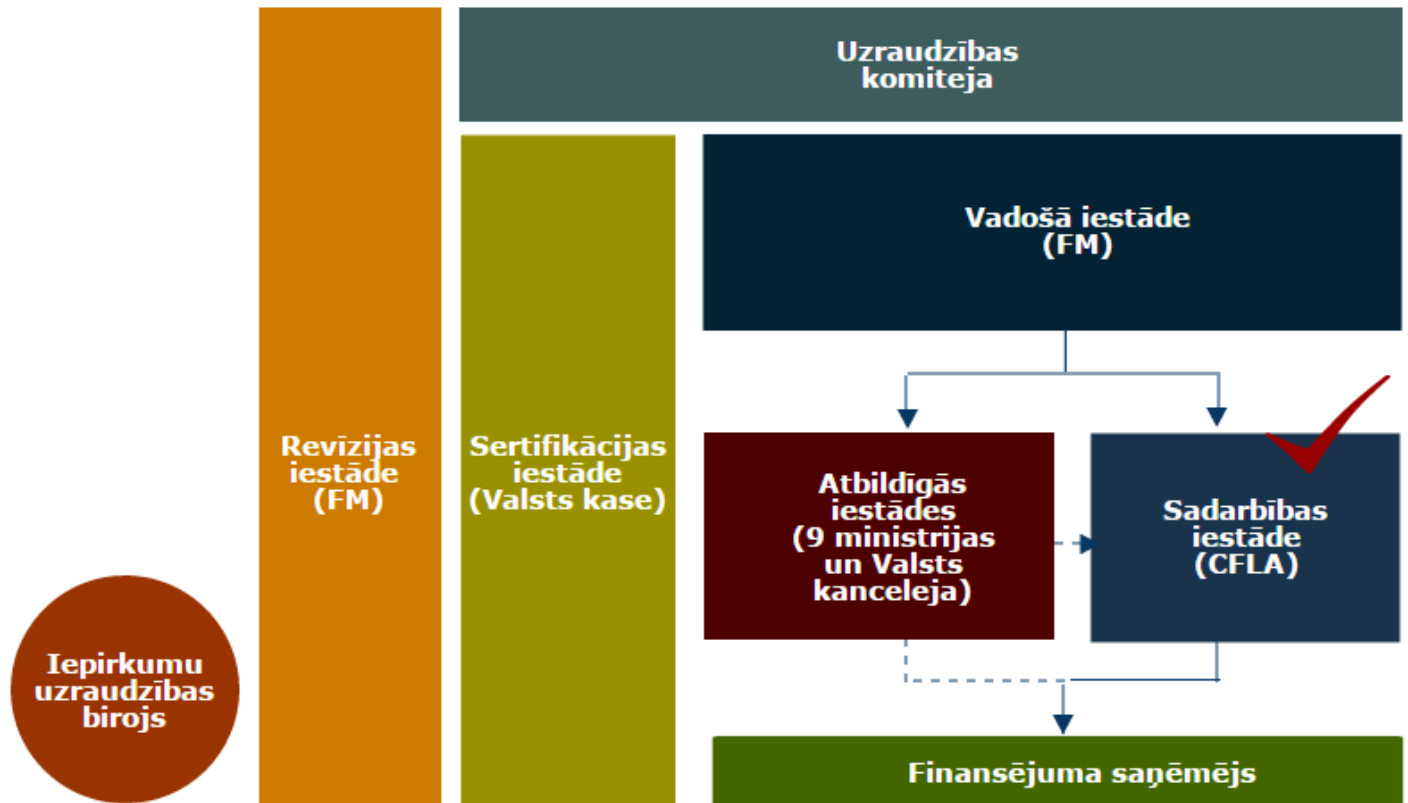 Uzraudzības
komiteja
Vadošā iestāde
(FM)
Revīzijas
iestāde
(FM)
Sertifikācijas
iestāde
(Valsts kase)
Atbildīgās
iestādes
(9 ministrijas
un Valsts
kanceleja)
Sadarbības
iestāde
(CFLA)
Iepirkumu
uzraudzības
birojs
Finansējuma saņēmējs